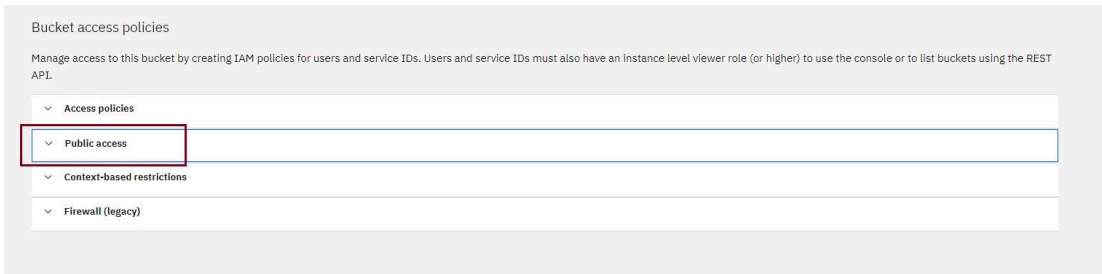 Bucket access policies
Manage access to this bucket by creating IAM policies for users and service IDs. Users and service IDs must also have an instance level viewer role (or higher) to use the console or to list buckets using the REST
API.
Access policies
Public access
Context-based restrictions
Firewall (legacy)